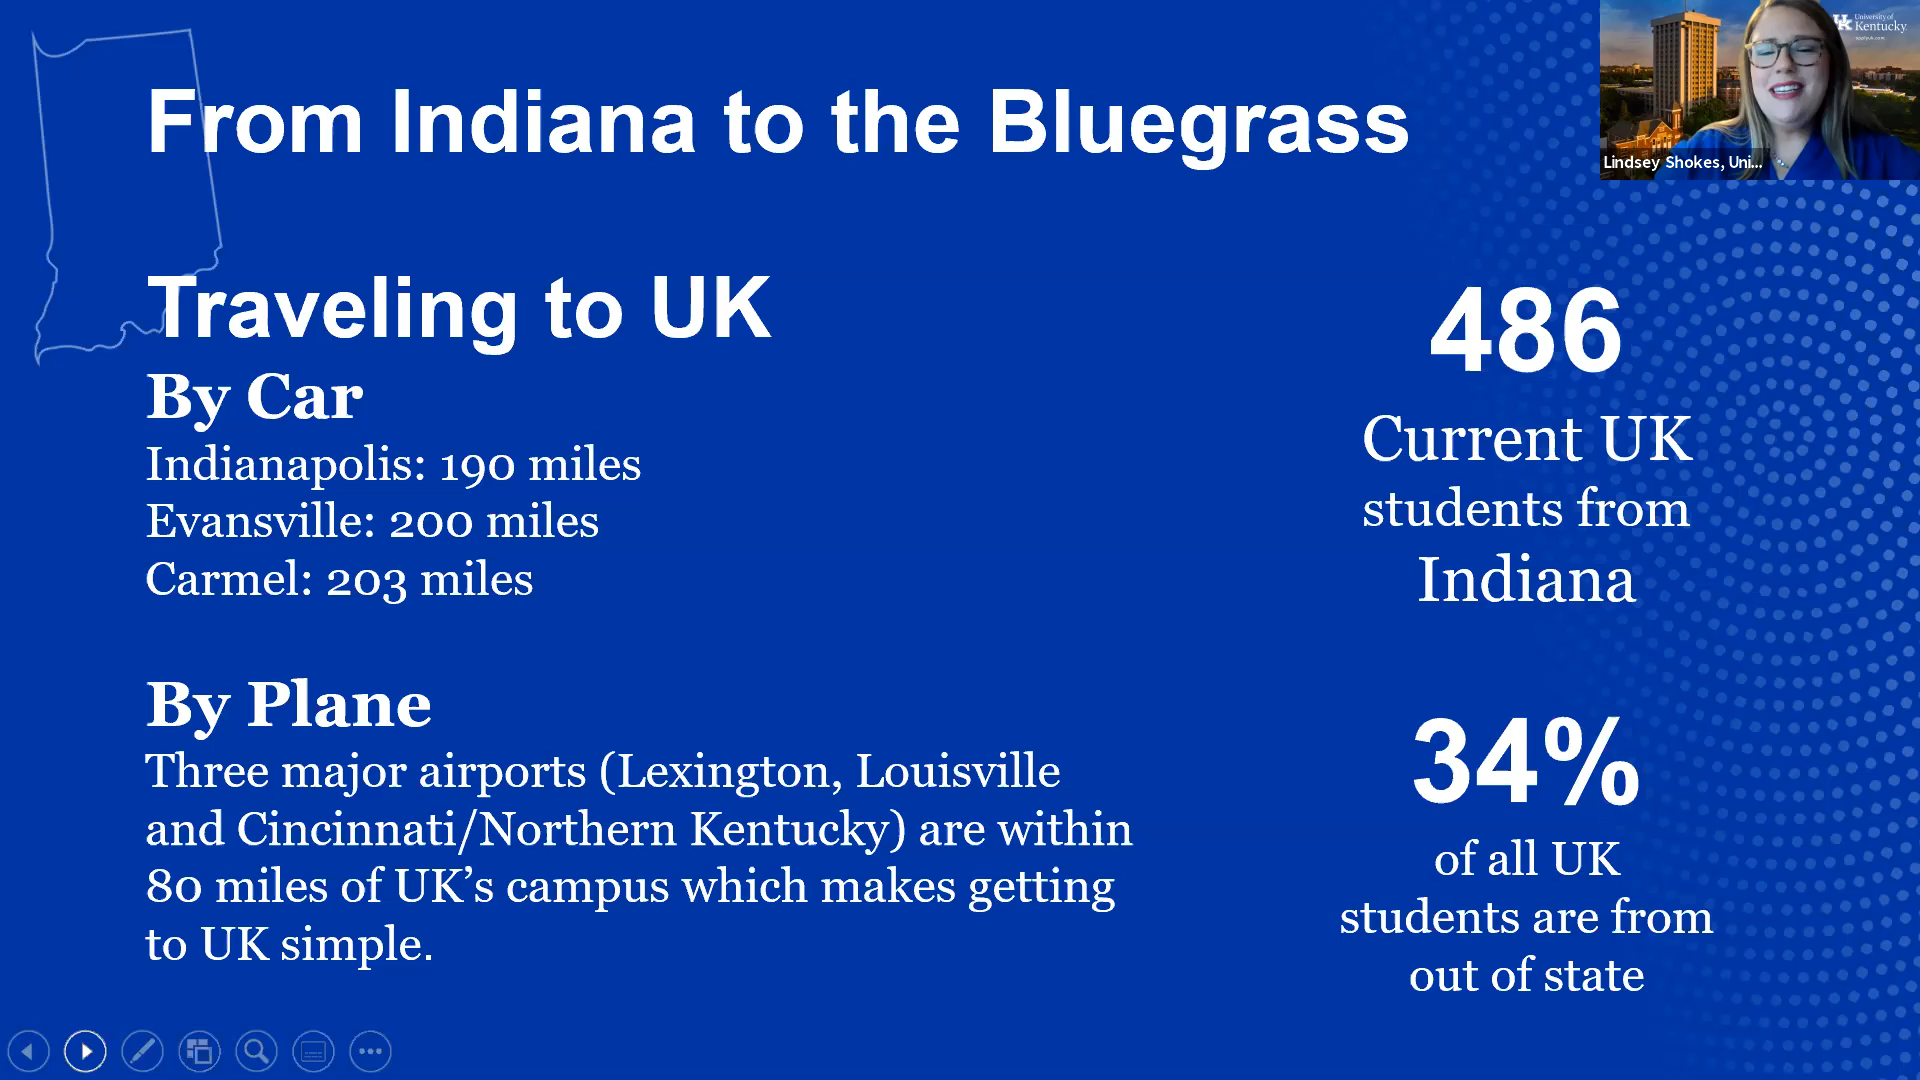 From Indiana to the Bluegrass
University of
Kentucky.
Lindsey Shokes, Uni...
Traveling to UK
By Car
Indianapolis: 190 miles
Evansville: 200 miles
Carmel: 203 miles
By Plane
Three major airports (Lexington, Louisville
and Cincinnati/Northern Kentucky) are within
80 miles of UK’s campus which makes getting
to UK simple.
486
Current UK
students from
Indiana
34%
of all UK
students are from
out of state